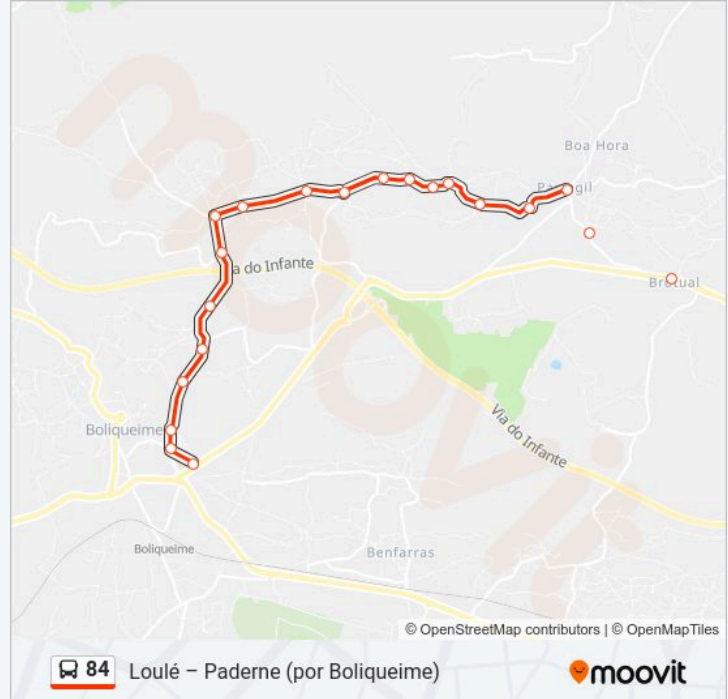 Boa Hora
Via do Infante
Brotual
Boliqueime
Via do Infante
Boliqueime
Benfarras
© OpenStreetMap contributors | © OpenMapTiles
84 Loulé – Paderne (por Boliqueime)
moovit
moovit